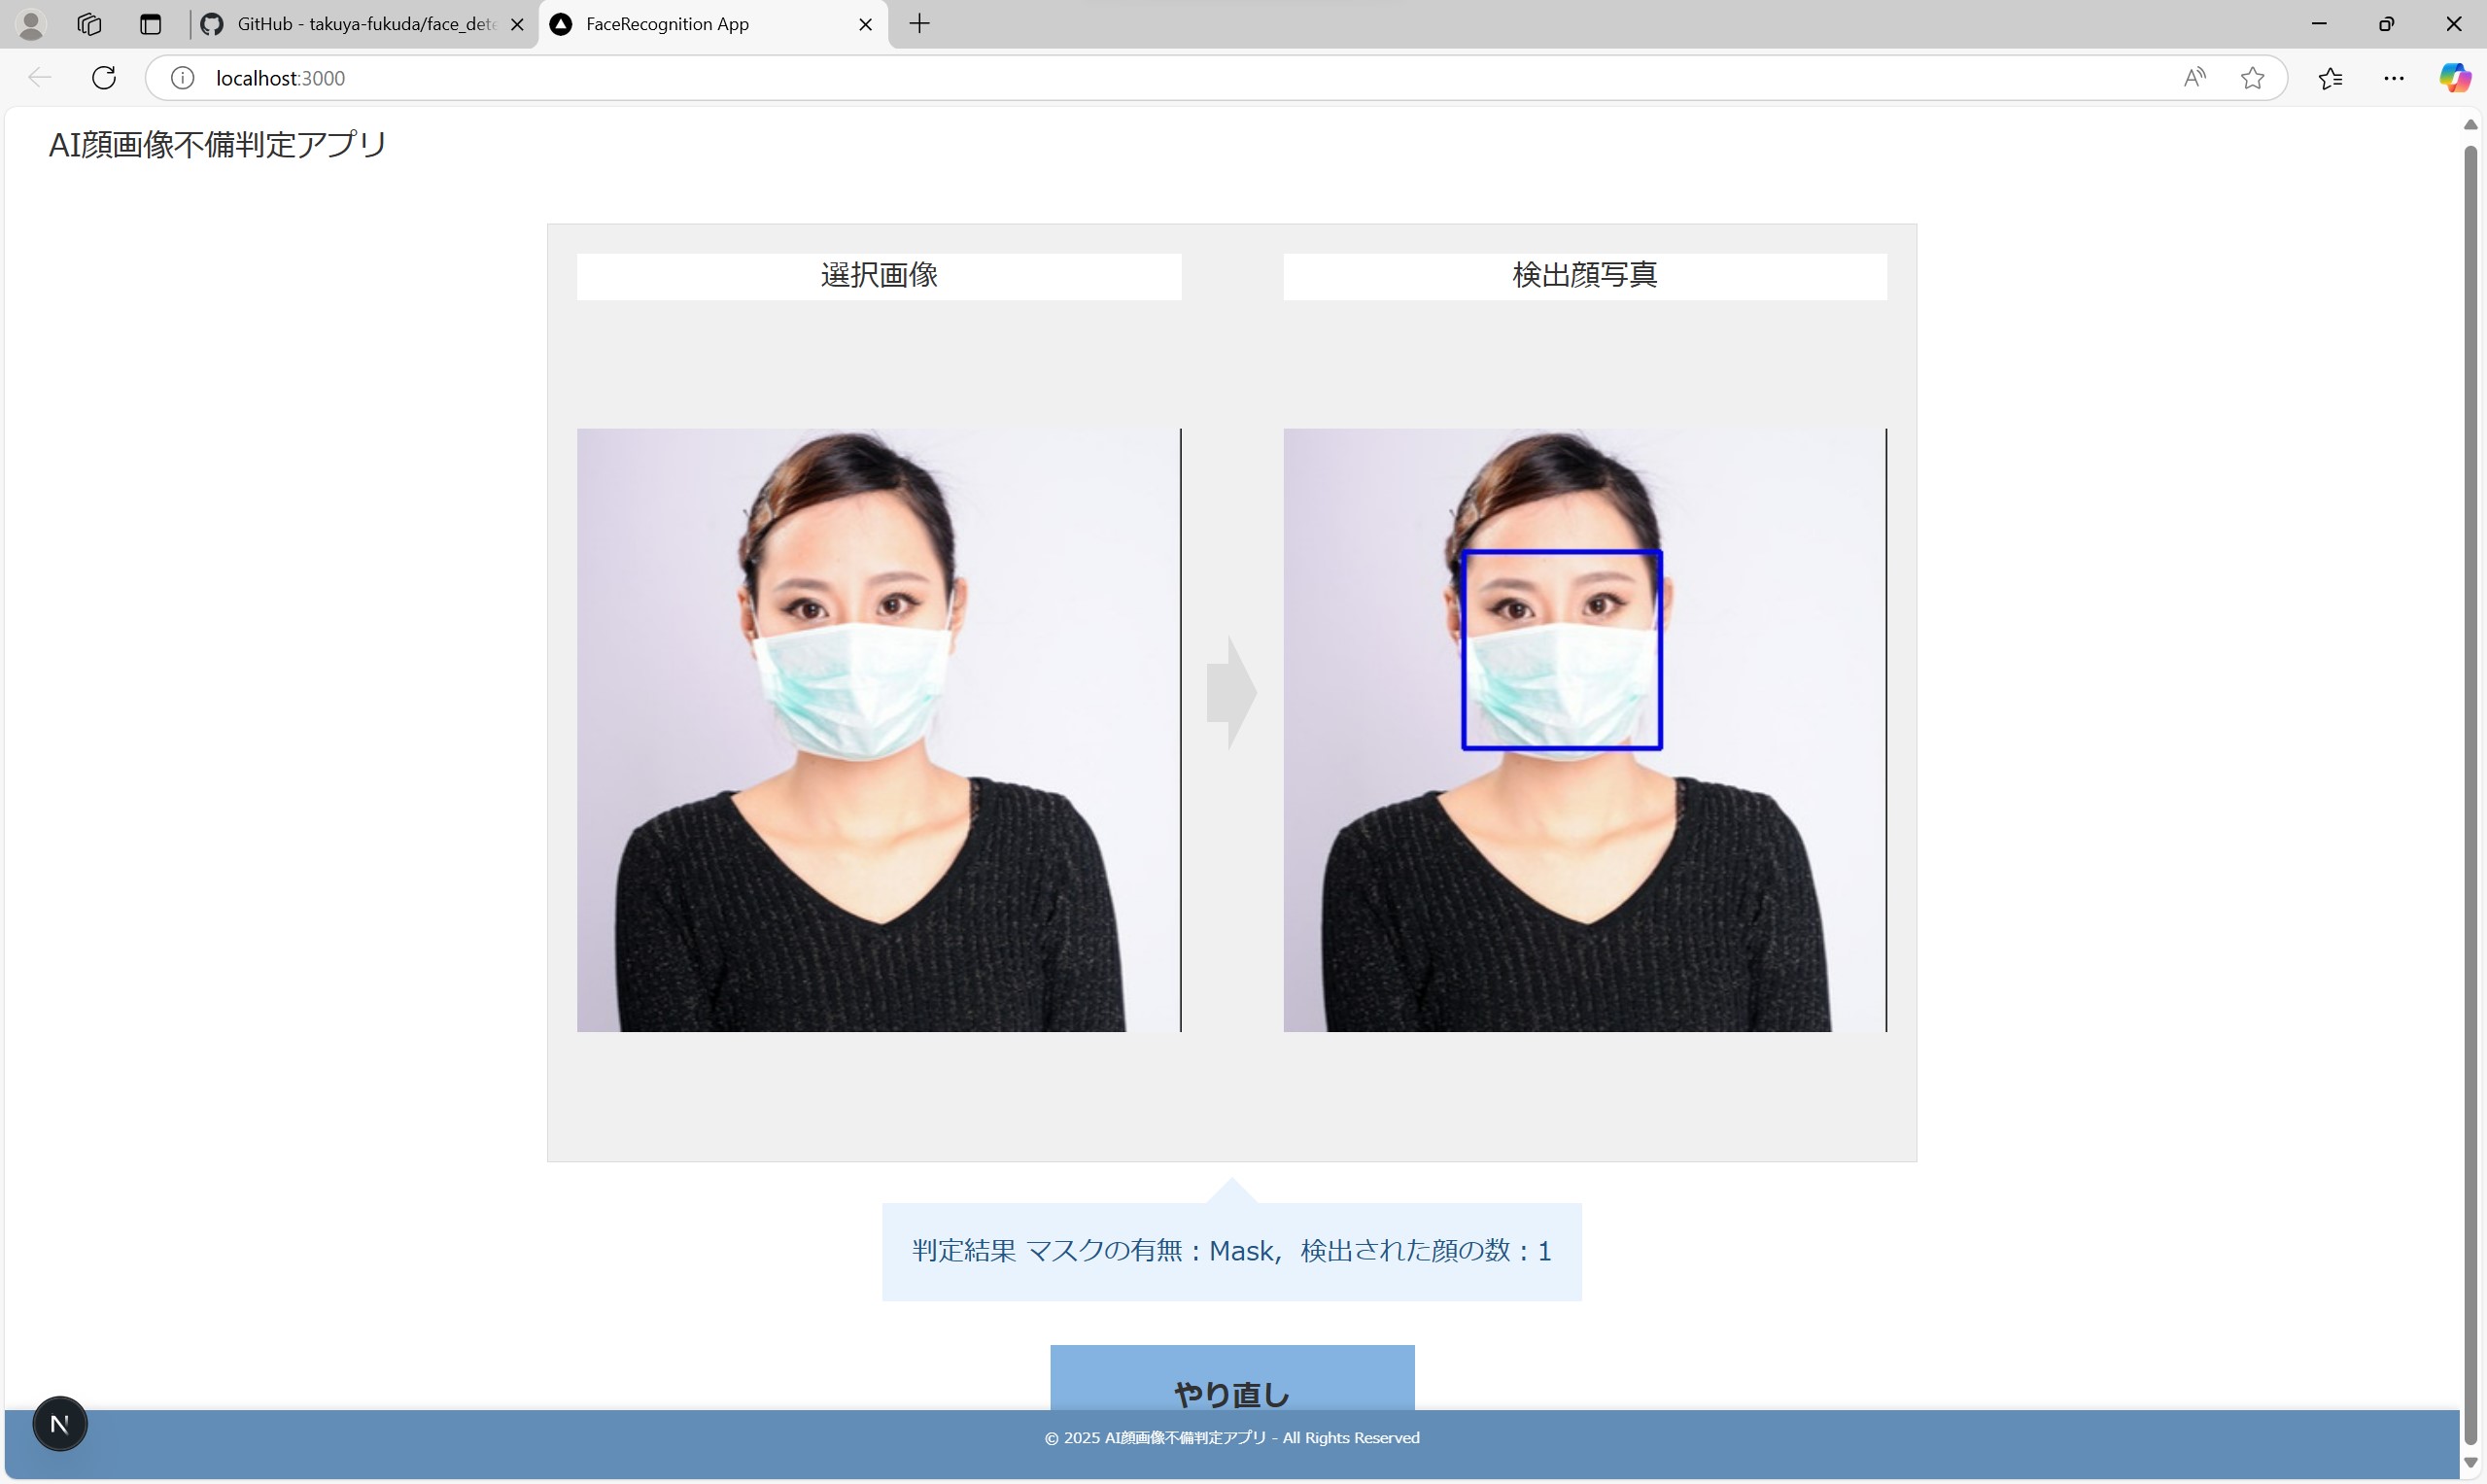 GitHub - takuya-fukuda/face_dete
FaceRecognition App
localhost:3000
AI顔画像不備判定アプリ
選択画像
検出顔写真
判定結果 マスクの有無：Mask, 検出された顔の数：1
やり直し
N
© 2025 AI顔画像不備判定アプリ - All Rights Reserved